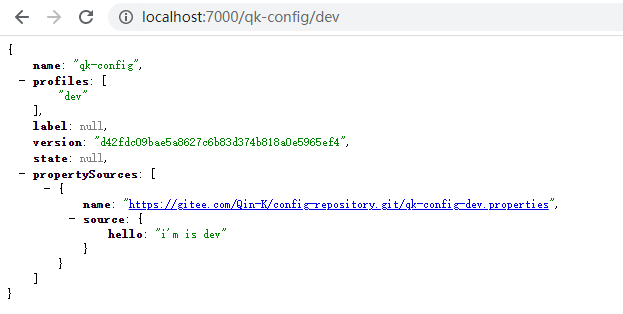 localhost:7000/qk-config/dev
{
name: "qk-config",
- profiles: [
"dev"
],
label: null,
version: "d42fdc09bae5a8627c6b83d374b818a0e5965ef4",
state: null,
- propertySources: [
- {
name: "https://gitee.com/Qin-K/config-repository.git/qk-config-dev.properties",
- source: {
hello: "i'm is dev"
}
}
]
}